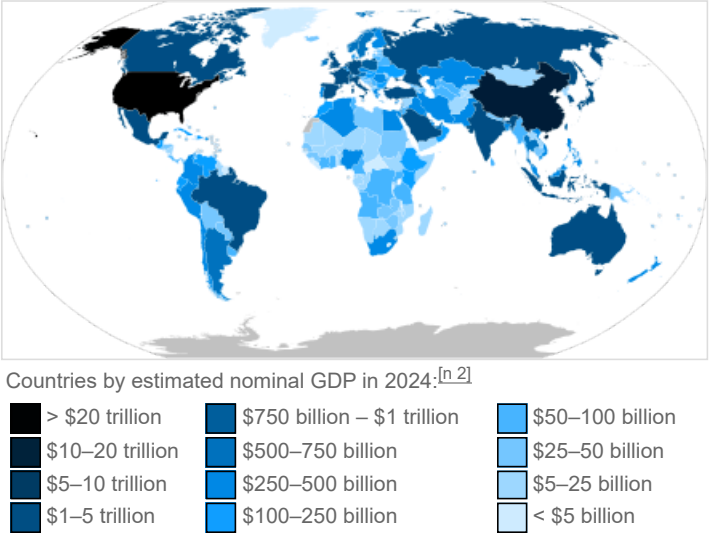 Countries by estimated nominal GDP in 2024:[n 2]
> $20 trillion
$10–20 trillion
$5–10 trillion
$1–5 trillion
$750 billion – $1 trillion
$500–750 billion
$250–500 billion
$100–250 billion
$50–100 billion
$25–50 billion
$5–25 billion
< $5 billion